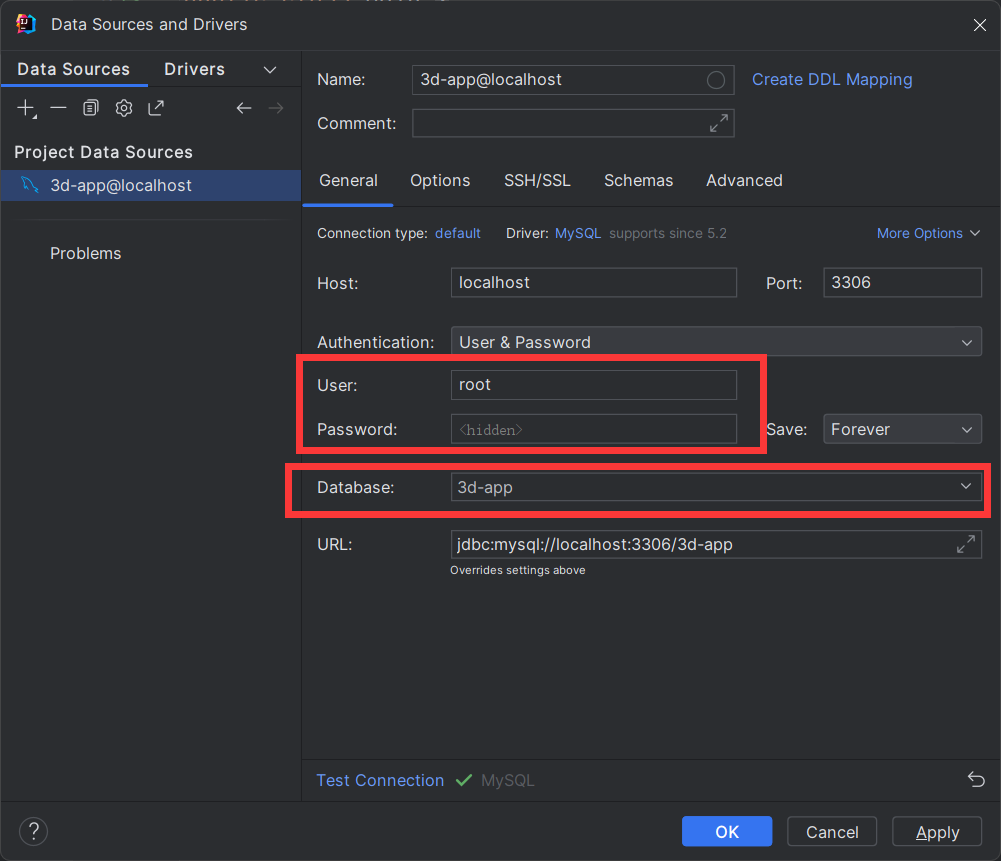 Data Sources and Drivers
Data Sources Drivers
Project Data Sources
3d-app@localhost
Problems
Name: 3d-app@localhost Create DDL Mapping
Comment:
General Options SSH/SSL Schemas Advanced
Connection type: default Driver: MySQL supports since 5.2 More Options
Host: localhost Port: 3306
Authentication: User & Password
User: root
Password: <hidden> Save: Forever
Database: 3d-app
URL: jdbc:mysql://localhost:3306/3d-app
Overrides settings above
Test Connection MySQL
? OK Cancel Apply